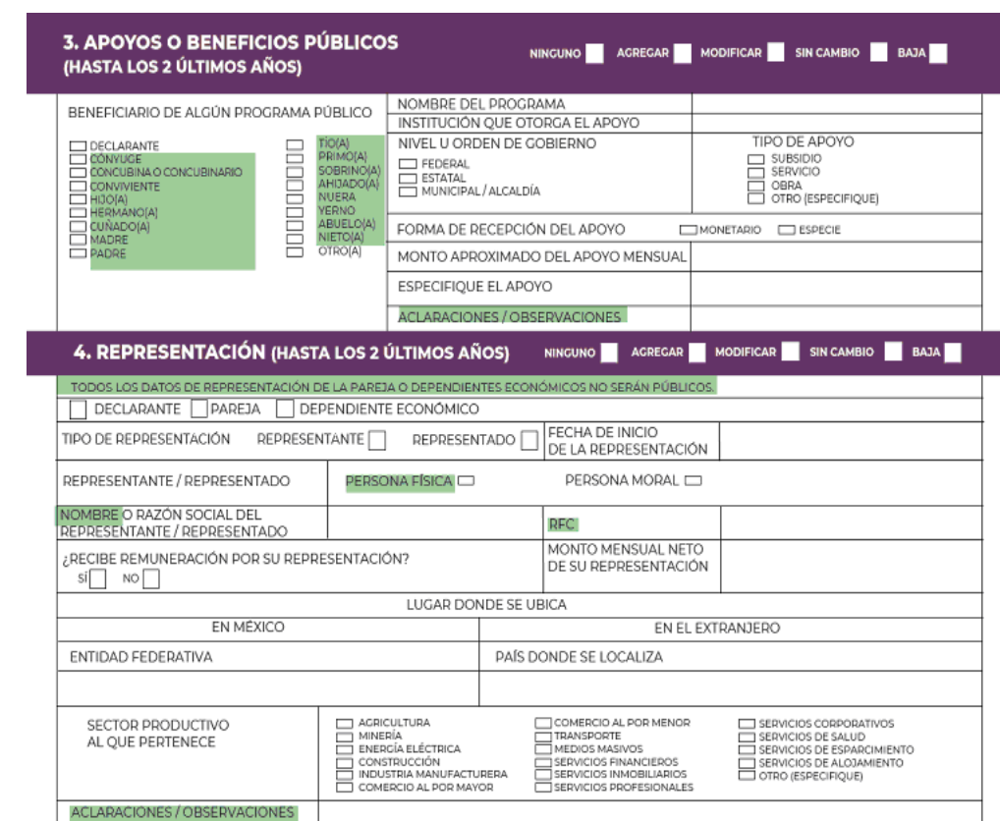 3. APOYOS O BENEFICIOS PÚBLICOS
(HASTA LOS 2 ÚLTIMOS AÑOS)
NINGUNO AGREGAR MODIFICAR SIN CAMBIO BAJA
BENEFICIARIO DE ALGÚN PROGRAMA PÚBLICO
DECLARANTE
CÓNYUGE
CONCUBINA O CONCUBINARIO
CONVIVIENTE
HIJO(A)
HERMANO(A)
CUÑADO(A)
MADRE
PADRE
TÍO(A)
PRIMO(A)
SOBRINO(A)
AHIJADO(A)
NUERA
YERNO
ABUELO(A)
NIETO(A)
OTRO(A)
NOMBRE DEL PROGRAMA
INSTITUCIÓN QUE OTORGA EL APOYO
NIVEL U ORDEN DE GOBIERNO
FEDERAL
ESTATAL
MUNICIPAL / ALCALDÍA
TIPO DE APOYO
SUBSIDIO
SERVICIO
OBRA
OTRO (ESPECIFIQUE)
FORMA DE RECEPCIÓN DEL APOYO MONETARIO ESPECIE
MONTO APROXIMADO DEL APOYO MENSUAL
ESPECIFIQUE EL APOYO
ACLARACIONES / OBSERVACIONES
4. REPRESENTACIÓN (HASTA LOS 2 ÚLTIMOS AÑOS) NINGUNO AGREGAR MODIFICAR SIN CAMBIO BAJA
TODOS LOS DATOS DE REPRESENTACIÓN DE LA PAREJA O DEPENDIENTES ECONÓMICOS NO SERÁN PÚBLICOS.
DECLARANTE PAREJA DEPENDIENTE ECONÓMICO
TIPO DE REPRESENTACIÓN REPRESENTANTE REPRESENTADO
FECHA DE INICIO
DE LA REPRESENTACIÓN
REPRESENTANTE / REPRESENTADO PERSONA FÍSICA PERSONA MORAL
NOMBRE O RAZÓN SOCIAL DEL
REPRESENTANTE / REPRESENTADO
RFC
¿RECIBE REMUNERACIÓN POR SU REPRESENTACIÓN?
SÍ NO
MONTO MENSUAL NETO
DE SU REPRESENTACIÓN
LUGAR DONDE SE UBICA
EN MÉXICO EN EL EXTRANJERO
ENTIDAD FEDERATIVA PAÍS DONDE SE LOCALIZA
SECTOR PRODUCTIVO
AL QUE PERTENECE
AGRICULTURA
MINERÍA
ENERGÍA ELÉCTRICA
CONSTRUCCIÓN
INDUSTRIA MANUFACTURERA
COMERCIO AL POR MAYOR
COMERCIO AL POR MENOR
TRANSPORTE
MEDIOS MASIVOS
SERVICIOS FINANCIEROS
SERVICIOS INMOBILIARIOS
SERVICIOS PROFESIONALES
SERVICIOS CORPORATIVOS
SERVICIOS DE SALUD
SERVICIOS DE ESPARCIMIENTO
SERVICIOS DE ALOJAMIENTO
OTRO (ESPECIFIQUE)
ACLARACIONES / OBSERVACIONES